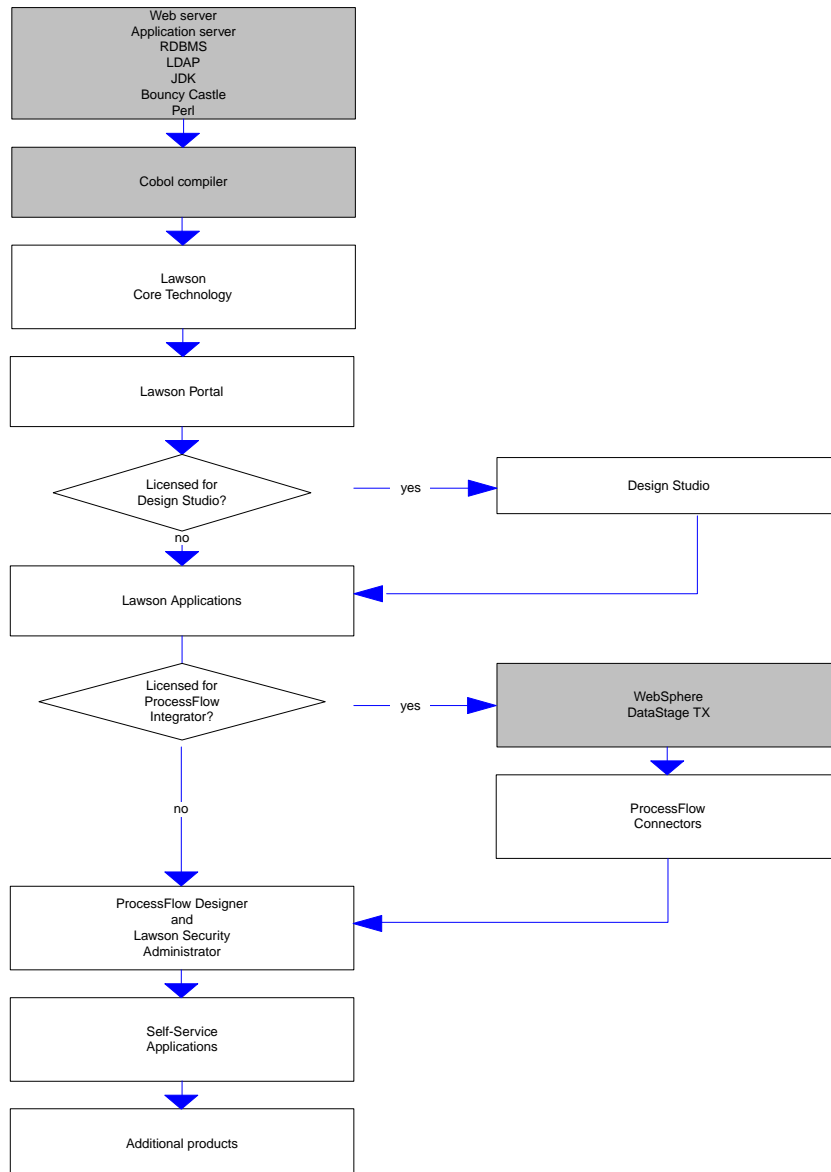 Web server
Application server
RDBMS
LDAP
JDK
Bouncy Castle
Perl
Cobol compiler
Lawson
Core Technology
Lawson Portal
Licensed for
Design Studio?
yes
Design Studio
no
Lawson Applications
Licensed for
ProcessFlow
Integrator?
yes
WebSphere
DataStage TX
no
ProcessFlow
Connectors
ProcessFlow Designer
and
Lawson Security
Administrator
Self-Service
Applications
Additional products